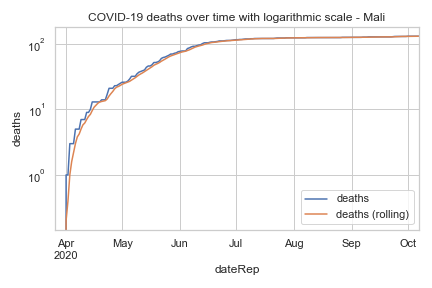 COVID-19 deaths over time with logarithmic scale - Mali
10²
10¹
10⁰
deaths
deaths
deaths (rolling)
Apr May Jun Jul Aug Sep Oct
2020
dateRep